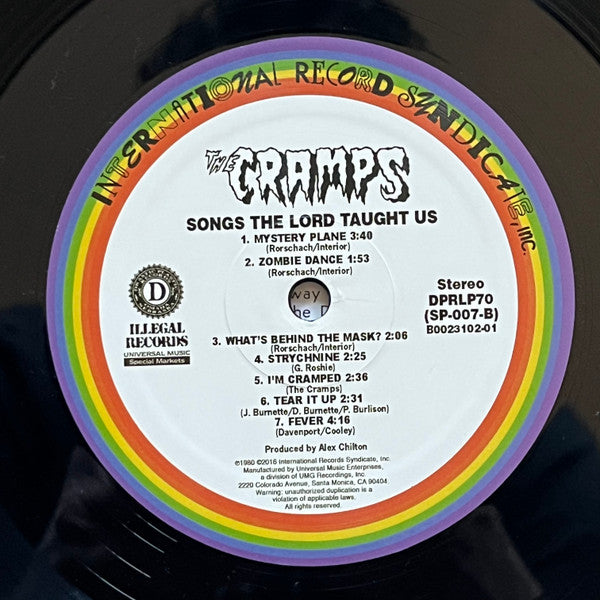 INTERNATIONAL RECORD SYNDICATE, INC.
THE CRAMPS
SONGS THE LORD TAUGHT US
1. MYSTERY PLANE 3:40
(Rorschach/Interior)
2. ZOMBIE DANCE 1:53
(Rorschach/Interior)
D
ILLEGAL
RECORDS
UNIVERSAL MUSIC
Special Markets
way
he D
Stereo
DPRLP70
(SP-007-B)
B0023102-01
3. WHAT'S BEHIND THE MASK? 2:06
(Rorschach/Interior)
4. STRYCHNINE 2:25
(G. Roshie)
5. I'M CRAMPED 2:36
(The Cramps)
6. TEAR IT UP 2:31
(J. Burnette/D. Burnette/P. Burlison)
7. FEVER 4:16
(Davenport/Cooley)
Produced by Alex Chilton
℗1980 ©2016 International Records Syndicate, Inc.
Manufactured by Universal Music Enterprises,
a division of UMG Recordings, Inc.
2220 Colorado Avenue, Santa Monica, CA 90404.
Warning: unauthorized duplication is a
violation of applicable laws.
All rights reserved.